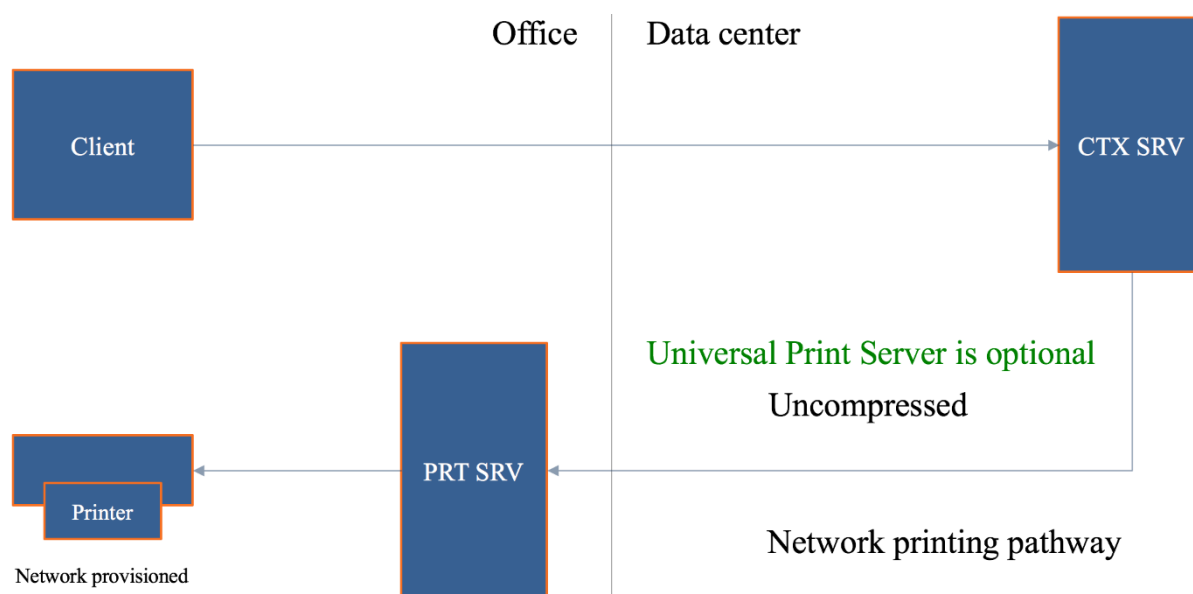 Office
Data center
Client
CTX SRV
Universal Print Server is optional
Uncompressed
PRT SRV
Printer
Network printing pathway
Network provisioned